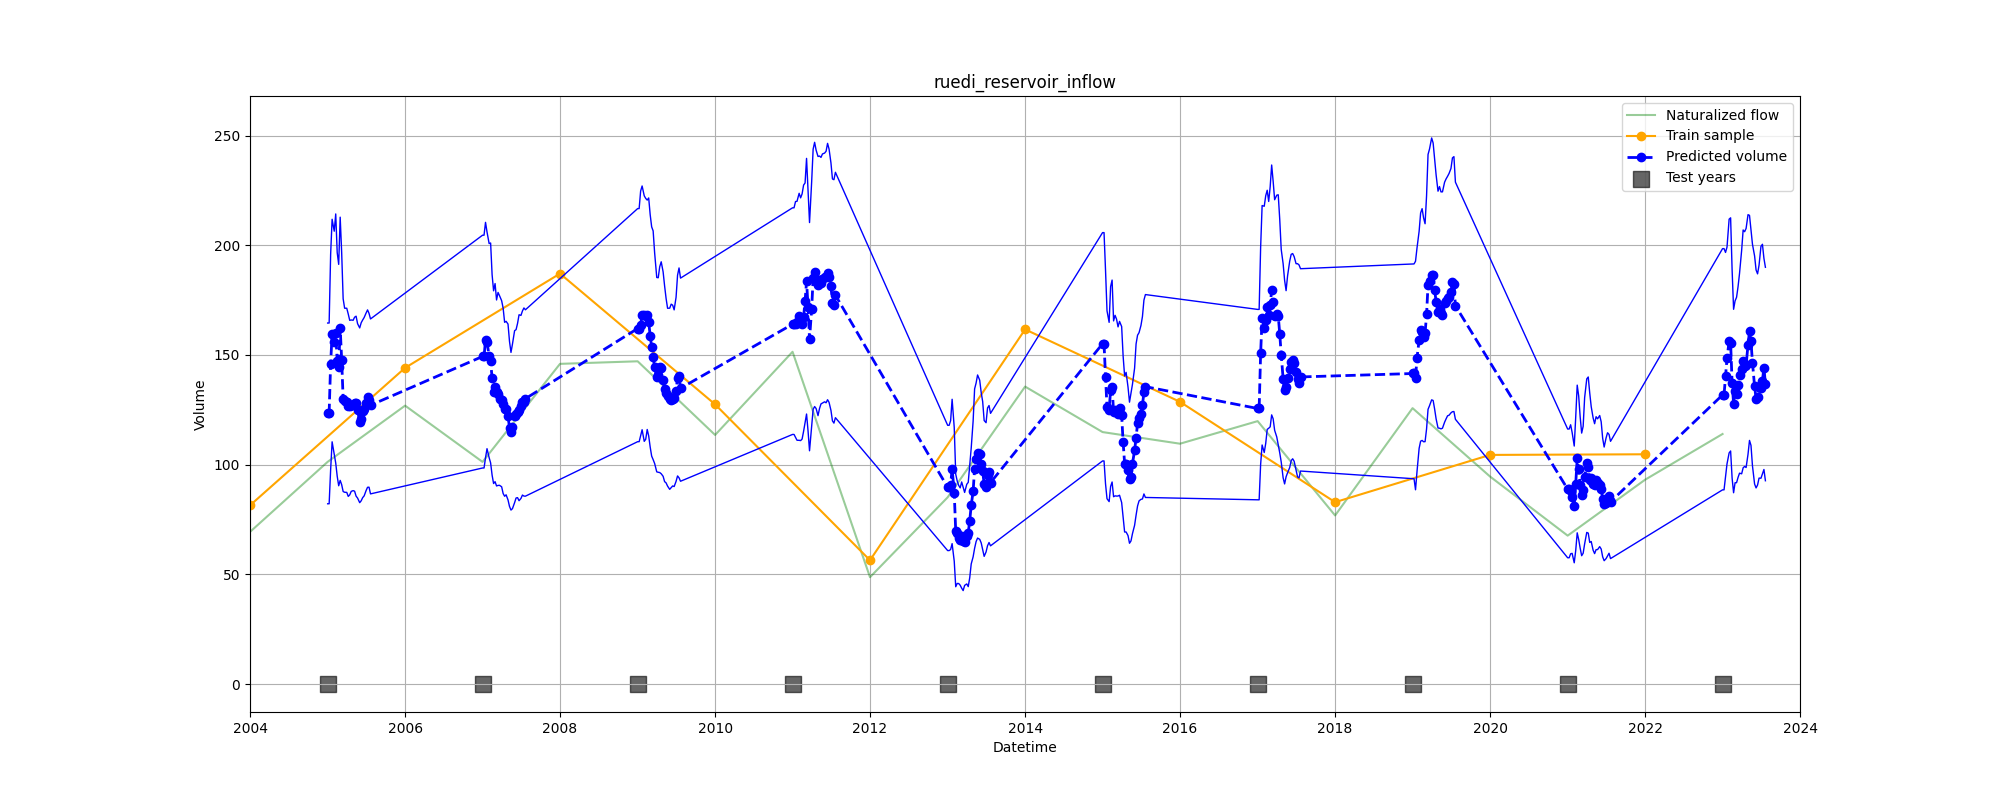 ruedi_reservoir_inflow
Naturalized flow
Train sample
Predicted volume
Test years
250
200
150
100
50
0
Volume
2004 2006 2008 2010 2012 2014 2016 2018 2020 2022 2024
Datetime